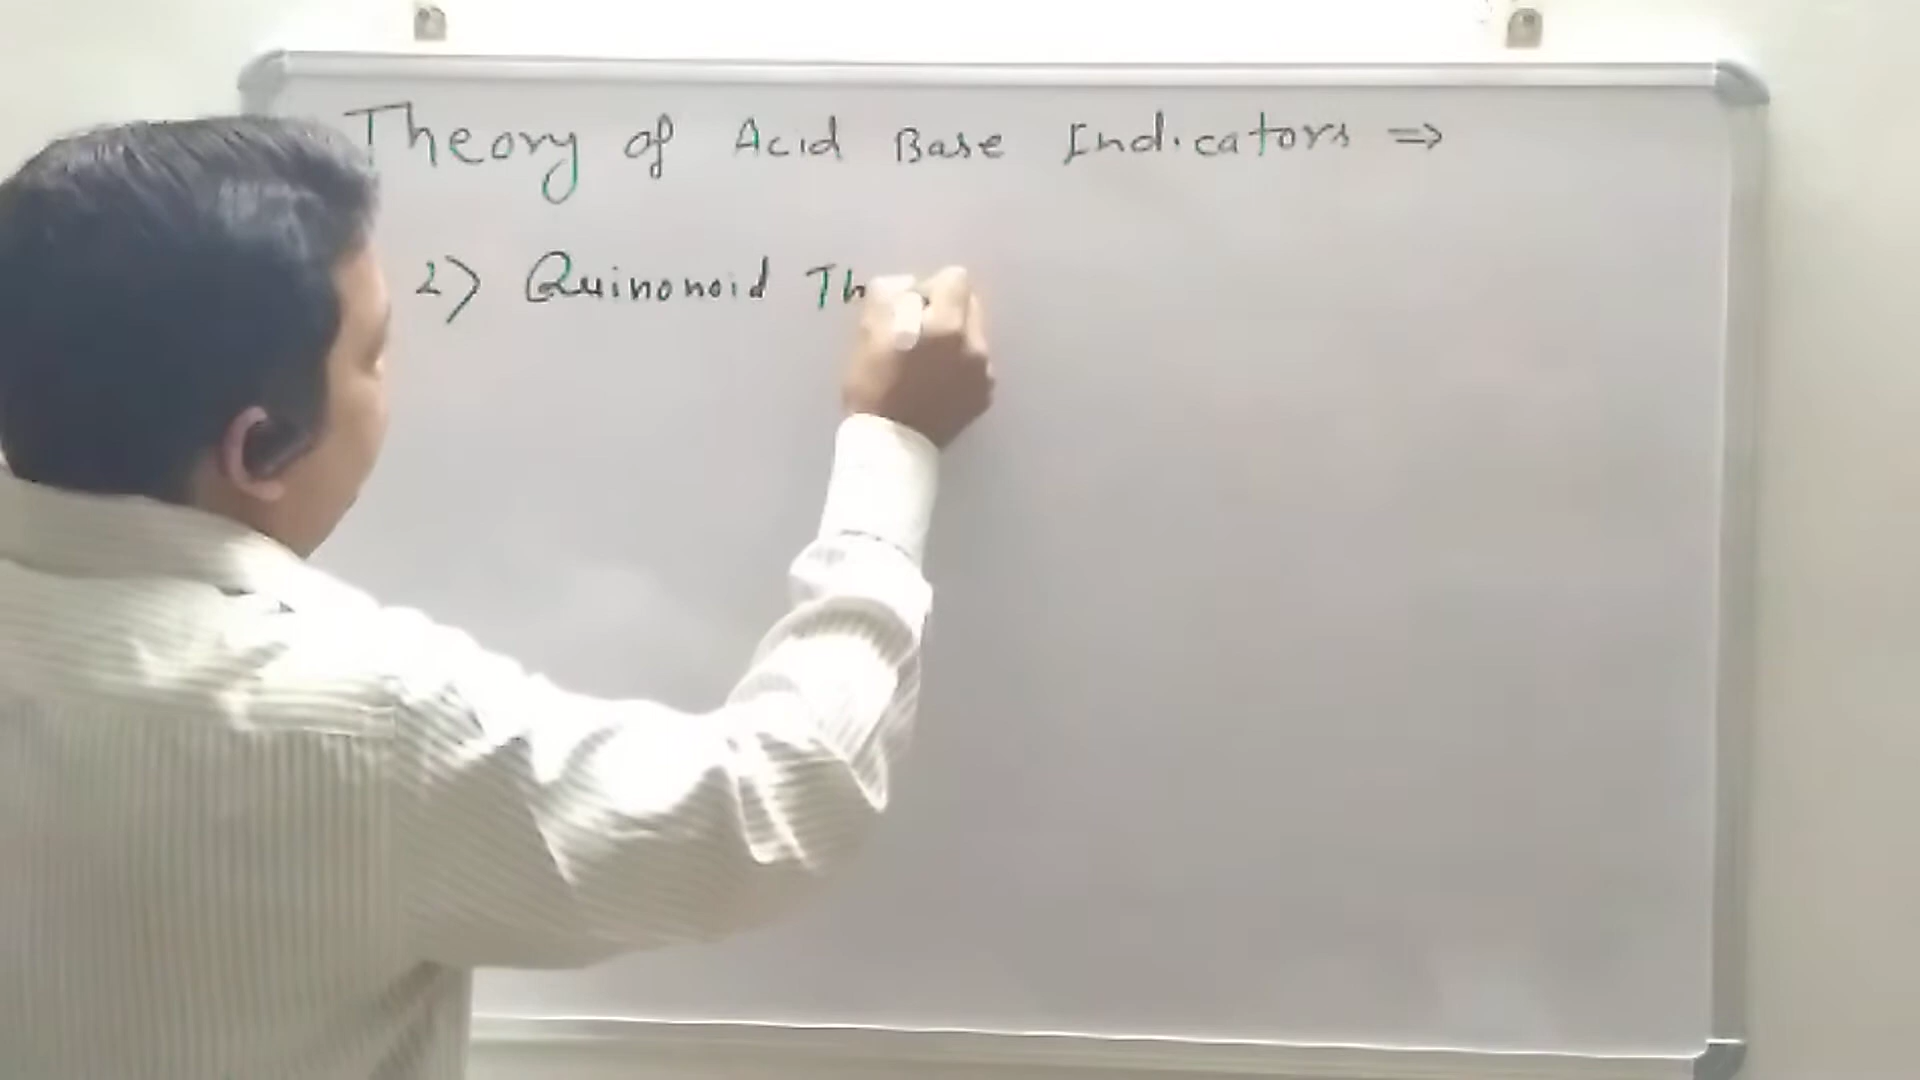 Theory of Acid Base Indicators ⇒
2) Quinonoid Th